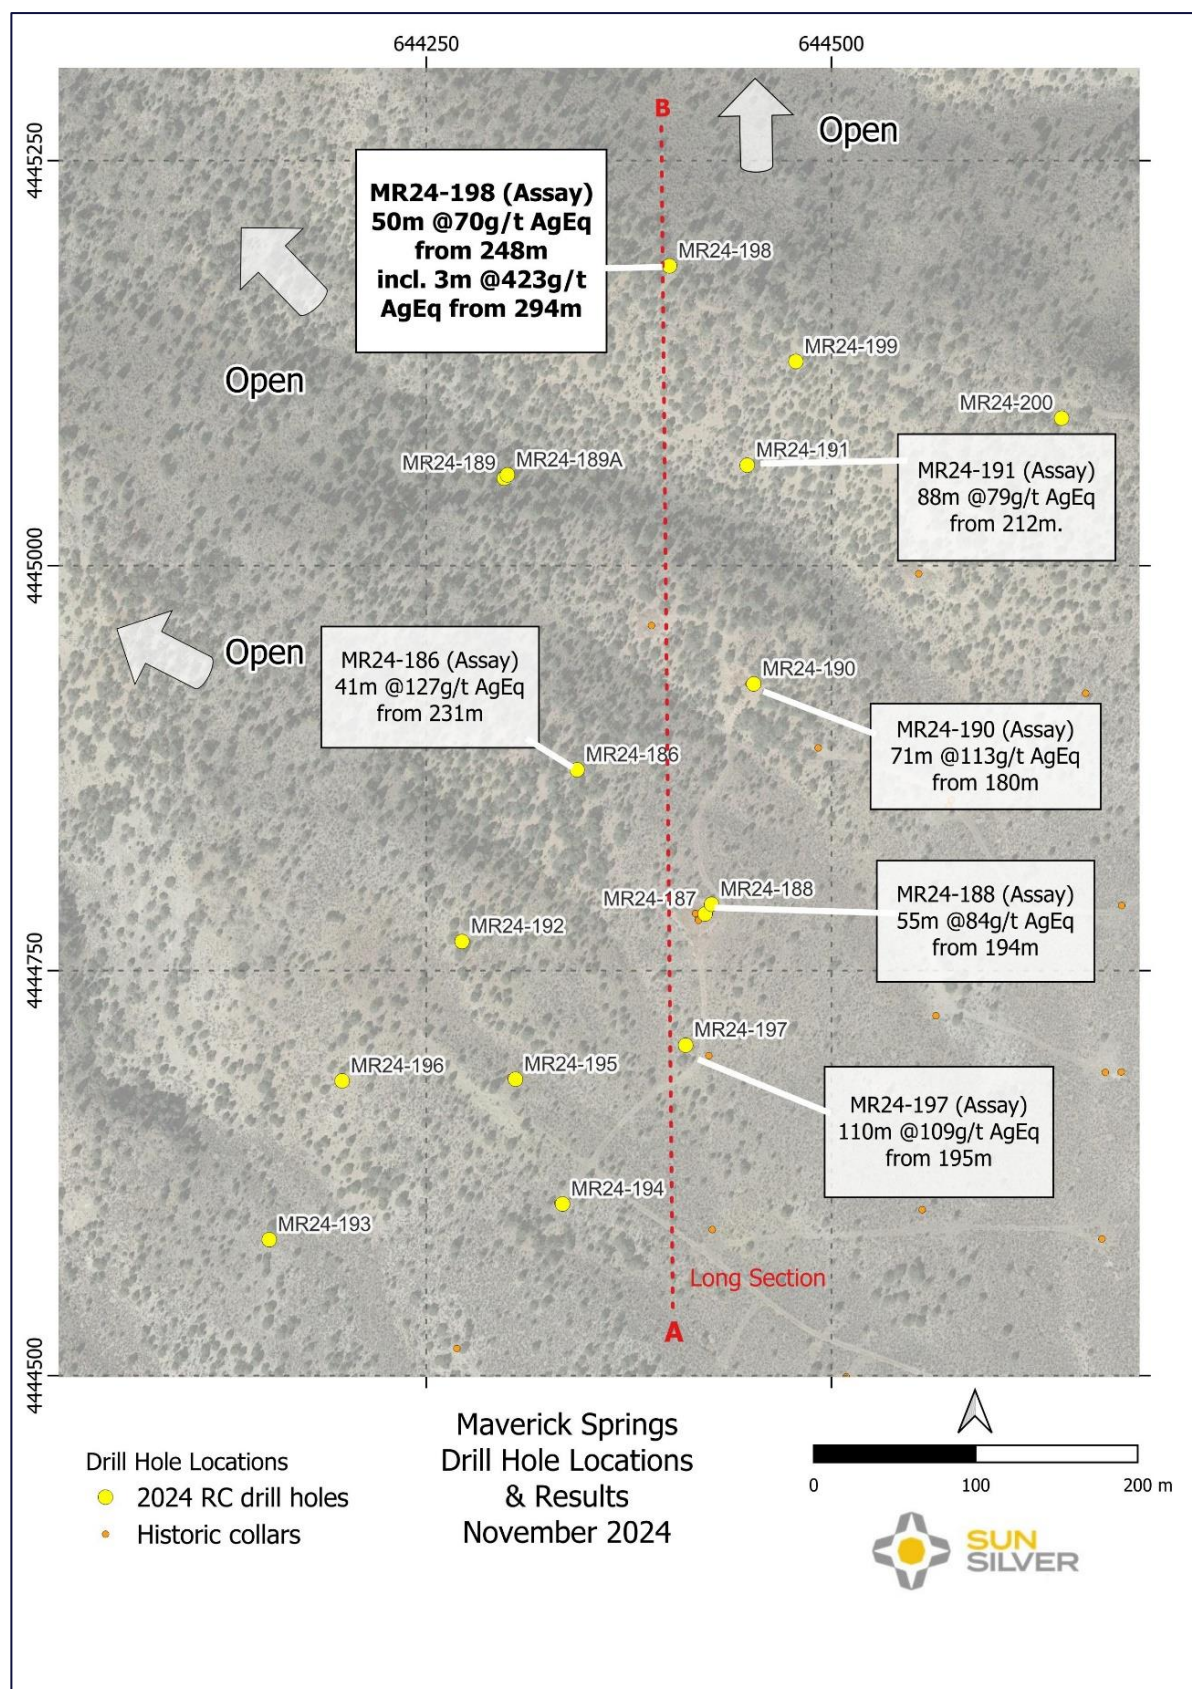 644250
644500
4445250
4445000
4444750
4444500
B
Open
MR24-198 (Assay)
50m @70g/t AgEq
from 248m
incl. 3m @423g/t
AgEq from 294m
MR24-198
MR24-199
Open
MR24-200
MR24-189
MR24-189A
MR24-191
MR24-191 (Assay)
88m @79g/t AgEq
from 212m.
Open
MR24-186 (Assay)
41m @127g/t AgEq
from 231m
MR24-190
MR24-190 (Assay)
71m @113g/t AgEq
from 180m
MR24-186
MR24-187
MR24-188
MR24-188 (Assay)
55m @84g/t AgEq
from 194m
MR24-192
MR24-197
MR24-196
MR24-195
MR24-197 (Assay)
110m @109g/t AgEq
from 195m
MR24-194
MR24-193
Long Section
A
Maverick Springs
Drill Hole Locations
& Results
November 2024
Drill Hole Locations
2024 RC drill holes
Historic collars
0 100 200 m
SUN
SILVER